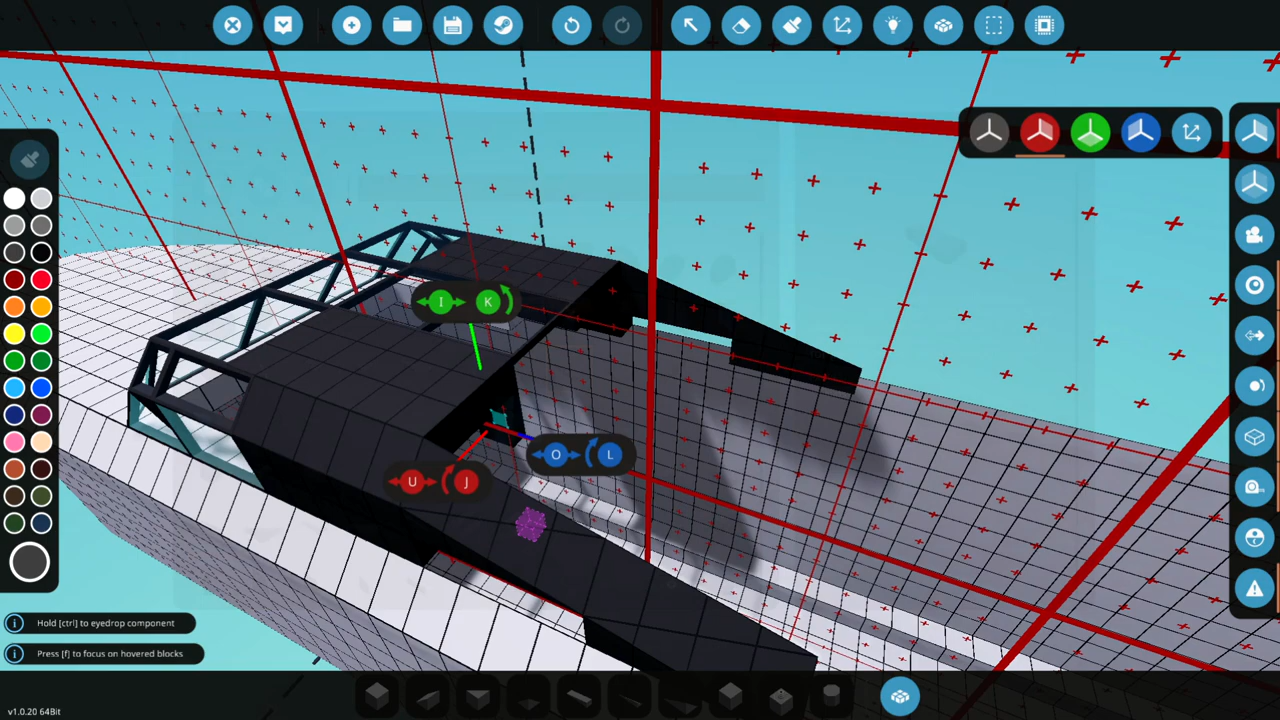 I K
O L
U J
Hold [ctrl] to eyedrop component
Press [f] to focus on hovered blocks
v1.0.20 64Bit